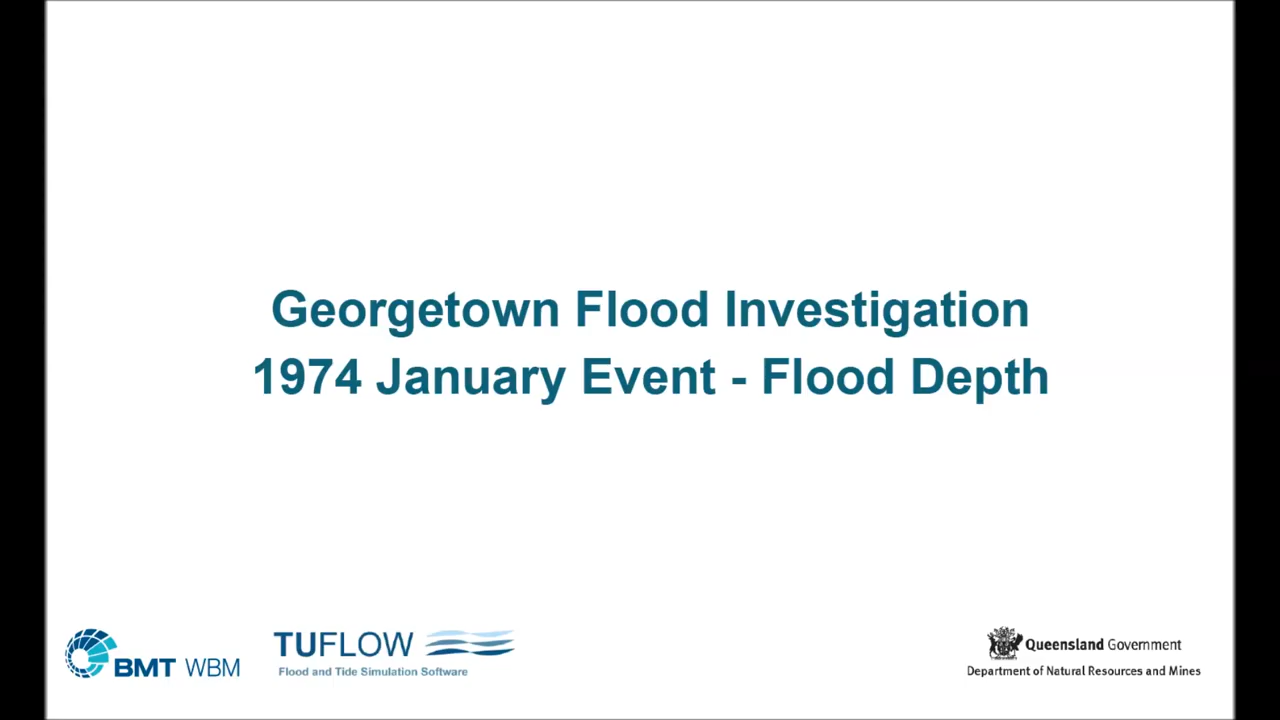 Georgetown Flood Investigation
1974 January Event - Flood Depth
BMT WBM
TUFLOW
Flood and Tide Simulation Software
Queensland Government
Department of Natural Resources and Mines